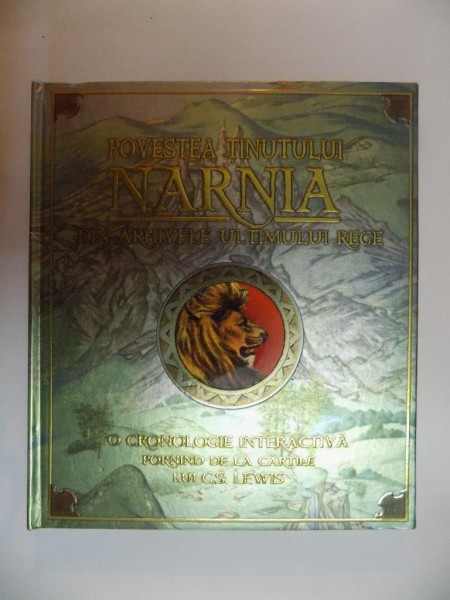 POVESTEA ȚINUTULUI
NARNIA
DIN ARHIVELE ULTIMULUI REGE
O CRONOLOGIE INTERACTIVĂ
PORNIND DE LA CĂRȚILE
LUI C.S. LEWIS